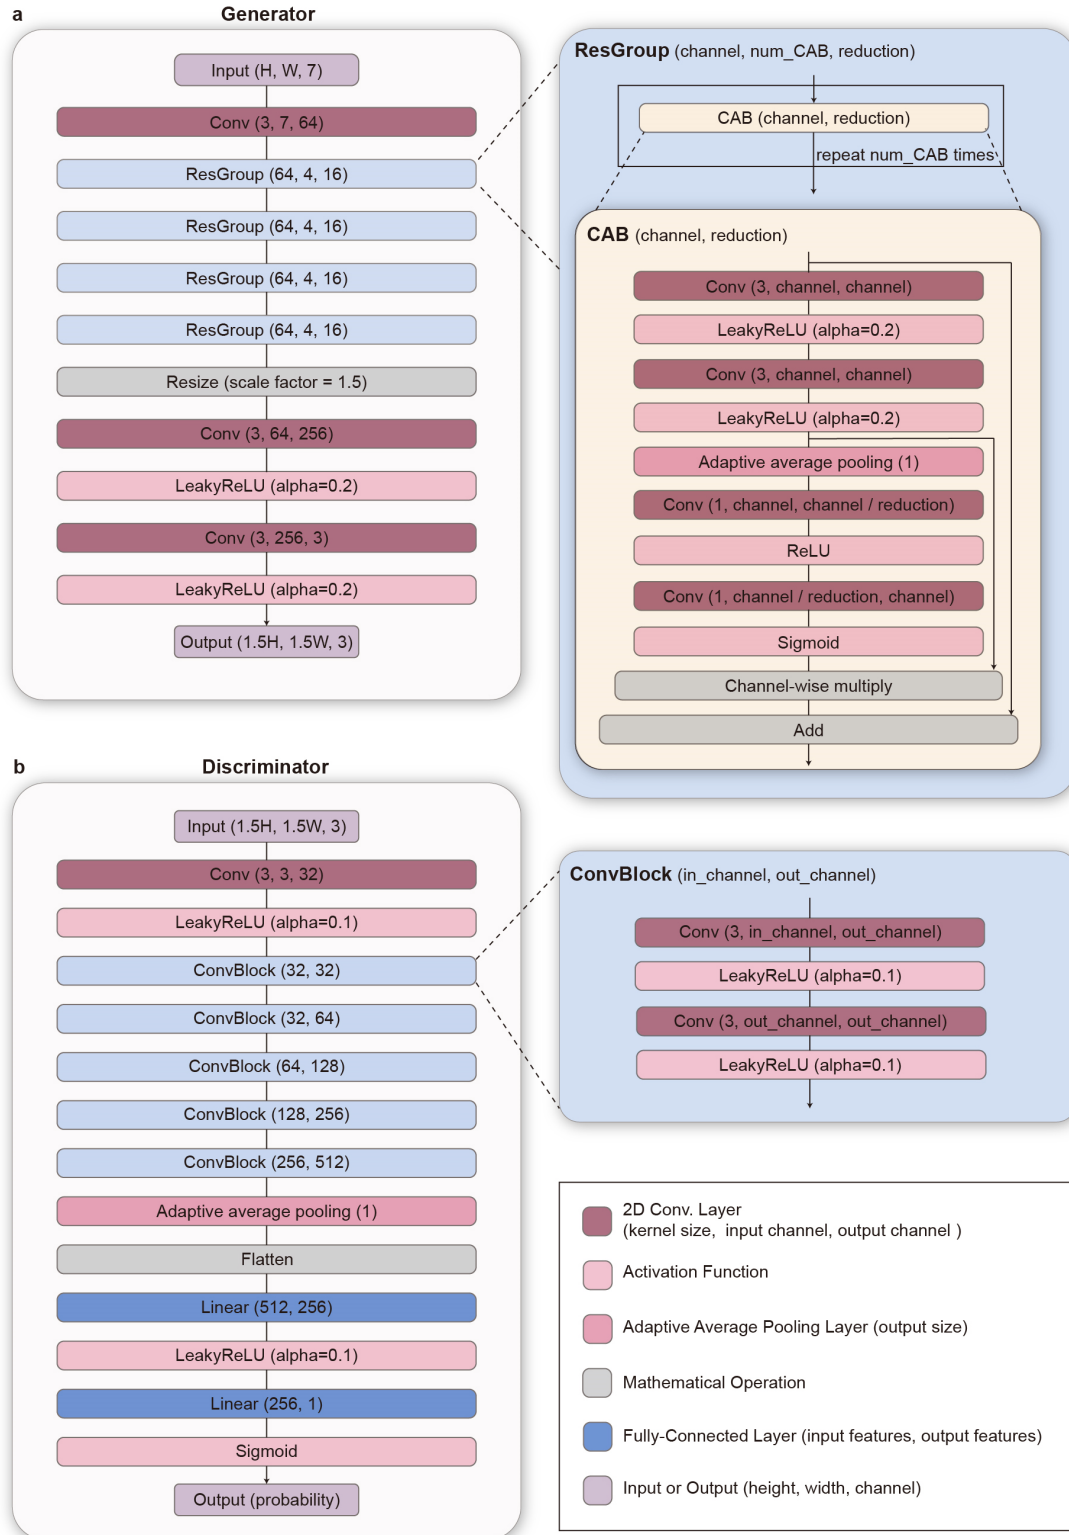 a
Generator
Input (H, W, 7)
Conv (3, 7, 64)
ResGroup (64, 4, 16)
ResGroup (64, 4, 16)
ResGroup (64, 4, 16)
ResGroup (64, 4, 16)
Resize (scale factor = 1.5)
Conv (3, 64, 256)
LeakyReLU (alpha=0.2)
Conv (3, 256, 3)
LeakyReLU (alpha=0.2)
Output (1.5H, 1.5W, 3)
ResGroup (channel, num_CAB, reduction)
CAB (channel, reduction)
repeat num_CAB times
CAB (channel, reduction)
Conv (3, channel, channel)
LeakyReLU (alpha=0.2)
Conv (3, channel, channel)
LeakyReLU (alpha=0.2)
Adaptive average pooling (1)
Conv (1, channel, channel / reduction)
ReLU
Conv (1, channel / reduction, channel)
Sigmoid
Channel-wise multiply
Add
b
Discriminator
Input (1.5H, 1.5W, 3)
Conv (3, 3, 32)
LeakyReLU (alpha=0.1)
ConvBlock (32, 32)
ConvBlock (32, 64)
ConvBlock (64, 128)
ConvBlock (128, 256)
ConvBlock (256, 512)
Adaptive average pooling (1)
Flatten
Linear (512, 256)
LeakyReLU (alpha=0.1)
Linear (256, 1)
Sigmoid
Output (probability)
ConvBlock (in_channel, out_channel)
Conv (3, in_channel, out_channel)
LeakyReLU (alpha=0.1)
Conv (3, out_channel, out_channel)
LeakyReLU (alpha=0.1)
2D Conv. Layer
(kernel size, input channel, output channel )
Activation Function
Adaptive Average Pooling Layer (output size)
Mathematical Operation
Fully-Connected Layer (input features, output features)
Input or Output (height, width, channel)